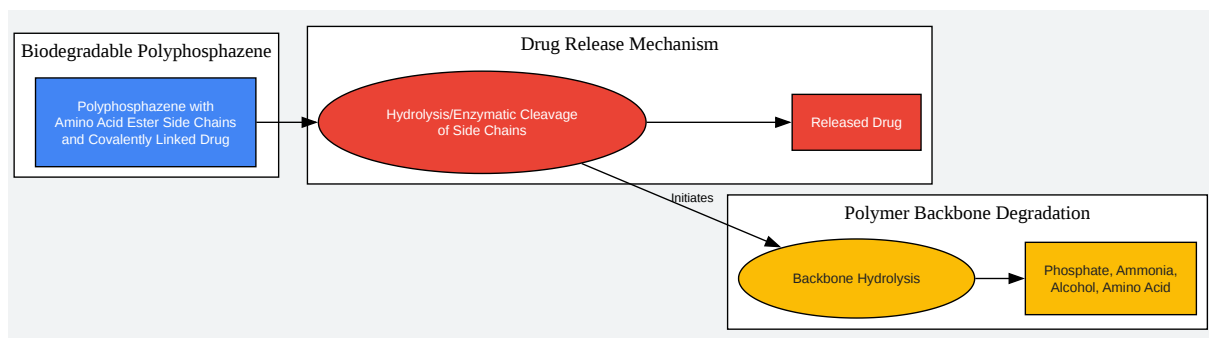 Biodegradable Polyphosphazene
Polyphosphazene with
Amino Acid Ester Side Chains
and Covalently Linked Drug
Drug Release Mechanism
Hydrolysis/Enzymatic Cleavage
of Side Chains
Released Drug
Initiates
Polymer Backbone Degradation
Backbone Hydrolysis
Phosphate, Ammonia,
Alcohol, Amino Acid